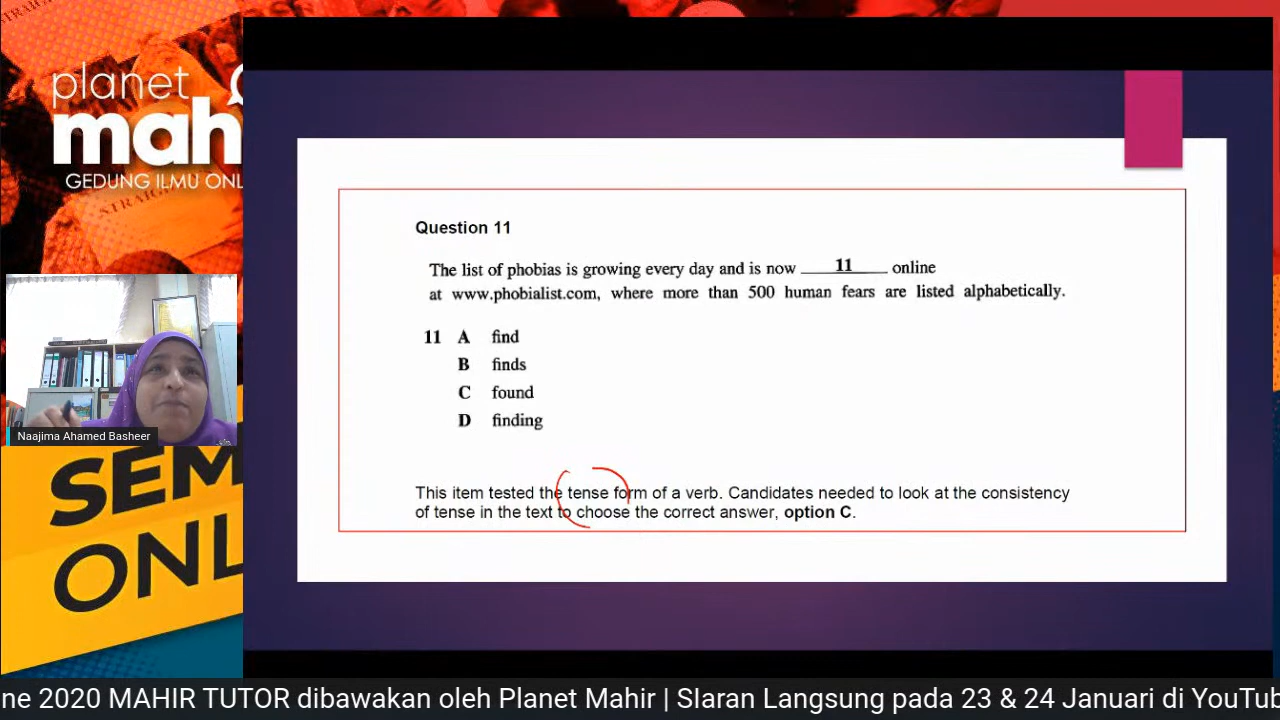 planet
mah
GEDUNG ILMU ONL
Question 11
The list of phobias is growing every day and is now 11 online
at www.phobialist.com, where more than 500 human fears are listed alphabetically.
11 A find
B finds
C found
D finding
This item tested the tense form of a verb. Candidates needed to look at the consistency
of tense in the text to choose the correct answer, option C.
Naajima Ahamed Basheer
SEM
ONL
ne 2020 MAHIR TUTOR dibawakan oleh Planet Mahir | SIaran Langsung pada 23 & 24 Januari di YouTub